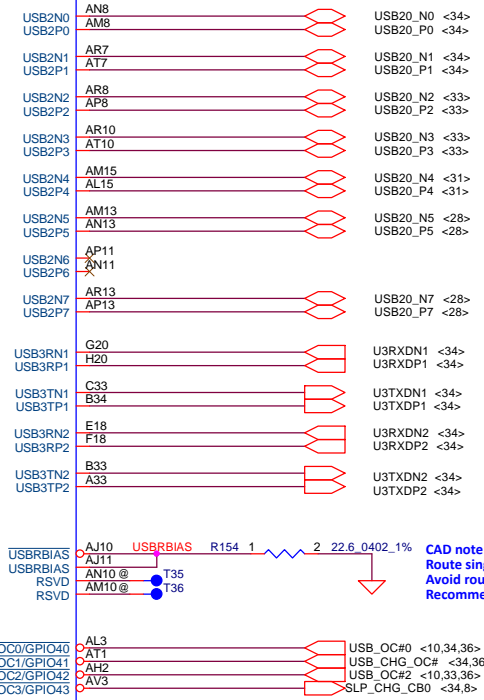 USB2N0 AN8 USB20_N0 <34>
USB2P0 AM8 USB20_P0 <34>
USB2N1 AR7 USB20_N1 <34>
USB2P1 AT7 USB20_P1 <34>
USB2N2 AR8 USB20_N2 <33>
USB2P2 AP8 USB20_P2 <33>
USB2N3 AR10 USB20_N3 <33>
USB2P3 AT10 USB20_P3 <33>
USB2N4 AM15 USB20_N4 <31>
USB2P4 AL15 USB20_P4 <31>
USB2N5 AM13 USB20_N5 <28>
USB2P5 AN13 USB20_P5 <28>
USB2N6 AP11
USB2P6 AN11
USB2N7 AR13 USB20_N7 <28>
USB2P7 AP13 USB20_P7 <28>
USB3RN1 G20 U3RXDN1 <34>
USB3RP1 H20 U3RXDP1 <34>
USB3TN1 C33 U3TXDN1 <34>
USB3TP1 B34 U3TXDP1 <34>
USB3RN2 E18 U3RXDN2 <34>
USB3RP2 F18 U3RXDP2 <34>
USB3TN2 B33 U3TXDN2 <34>
USB3TP2 A33 U3TXDP2 <34>
USBRBIAS AJ10 USBRBIAS R154 1 2 22.6_0402_1% CAD note
USBRBIAS AJ11 Route sing
RSVD AN10 @ T35 Avoid rou
RSVD AM10 @ T36 Recomme
OC0/GPIO40 AL3 USB_OC#0 <10,34,36>
OC1/GPIO41 AT1 USB_CHG_OC# <34,36
OC2/GPIO42 AH2 USB_OC#2 <10,33,36>
OC3/GPIO43 AV3 SLP_CHG_CB0 <34,8>